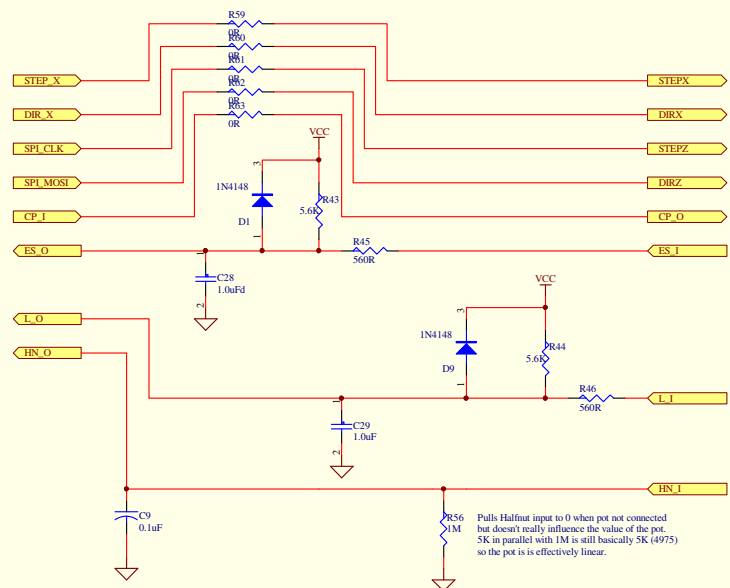 R59
0R
R60
0R
R61
0R
R62
0R
R63
0R
STEP_X
STEPX
DIR_X
DIRX
SPI_CLK
STEPZ
VCC
3
SPI_MOSI
DIRZ
1N4148
R43
5.6K
CP_I
CP_O
D1
1
R45
ES_O
ES_I
560R
1
C28
1.0uFd
2
VCC
L_O
3
1N4148
R44
5.6K
HN_O
D9
1
R46
L_I
560R
1
C29
1.0uF
2
HN_I
C9
0.1uF
R56
1M
Pulls Halfnut input to 0 when pot not connected
but doesn't really influence the value of the pot.
5K in parallel with 1M is still basically 5K (4975)
so the pot is is effectively linear.